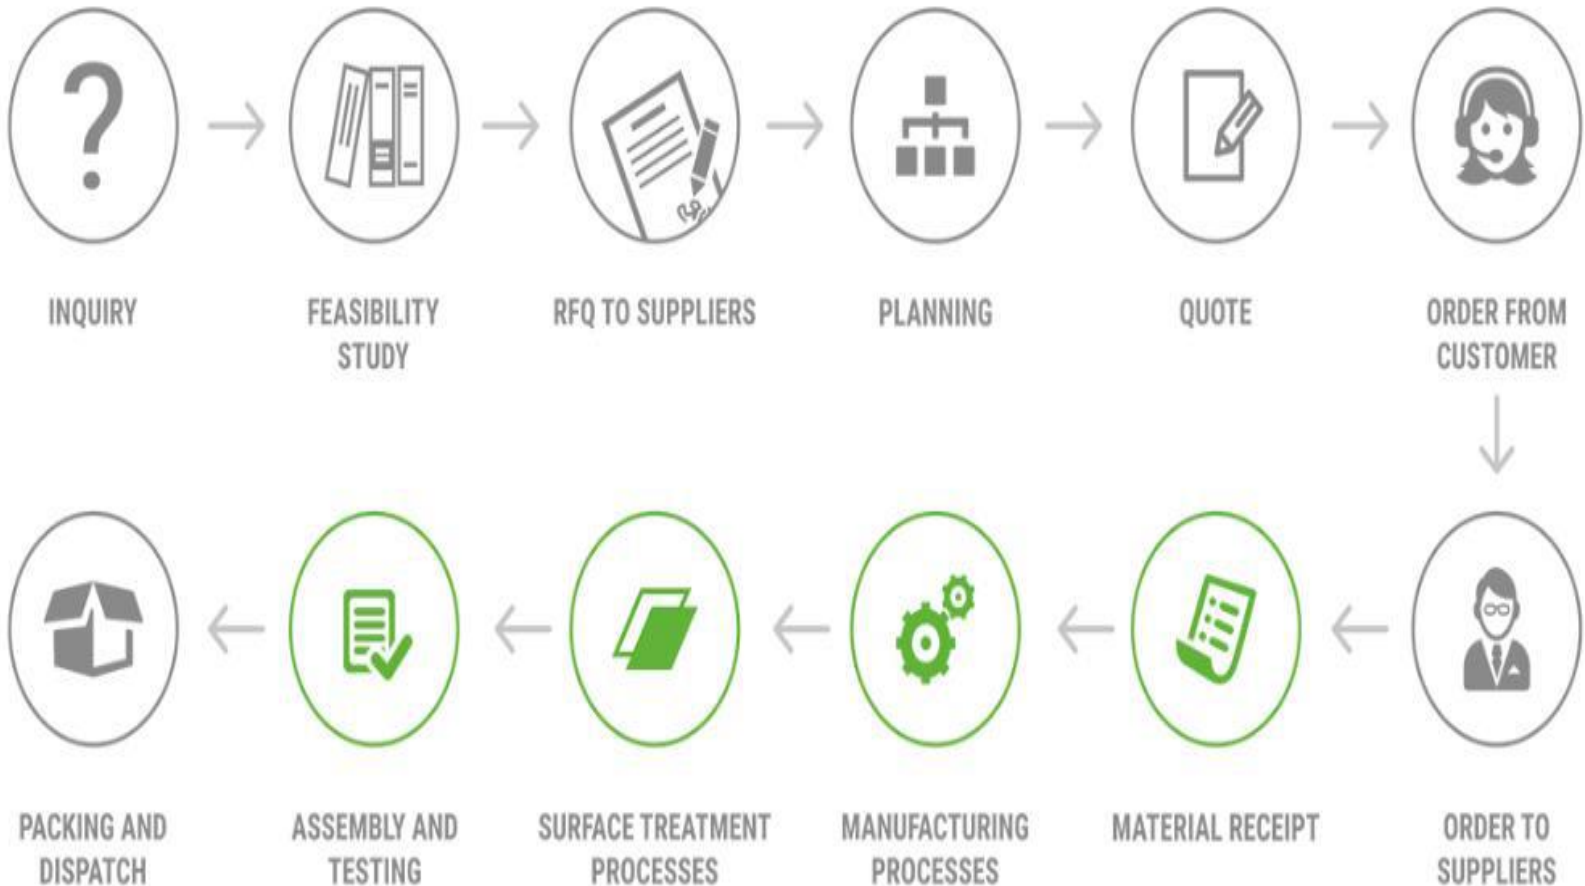 INQUIRY
FEASIBILITY
STUDY
RFQ TO SUPPLIERS
PLANNING
QUOTE
ORDER FROM
CUSTOMER
ORDER TO
SUPPLIERS
MATERIAL RECEIPT
MANUFACTURING
PROCESSES
SURFACE TREATMENT
PROCESSES
ASSEMBLY AND
TESTING
PACKING AND
DISPATCH